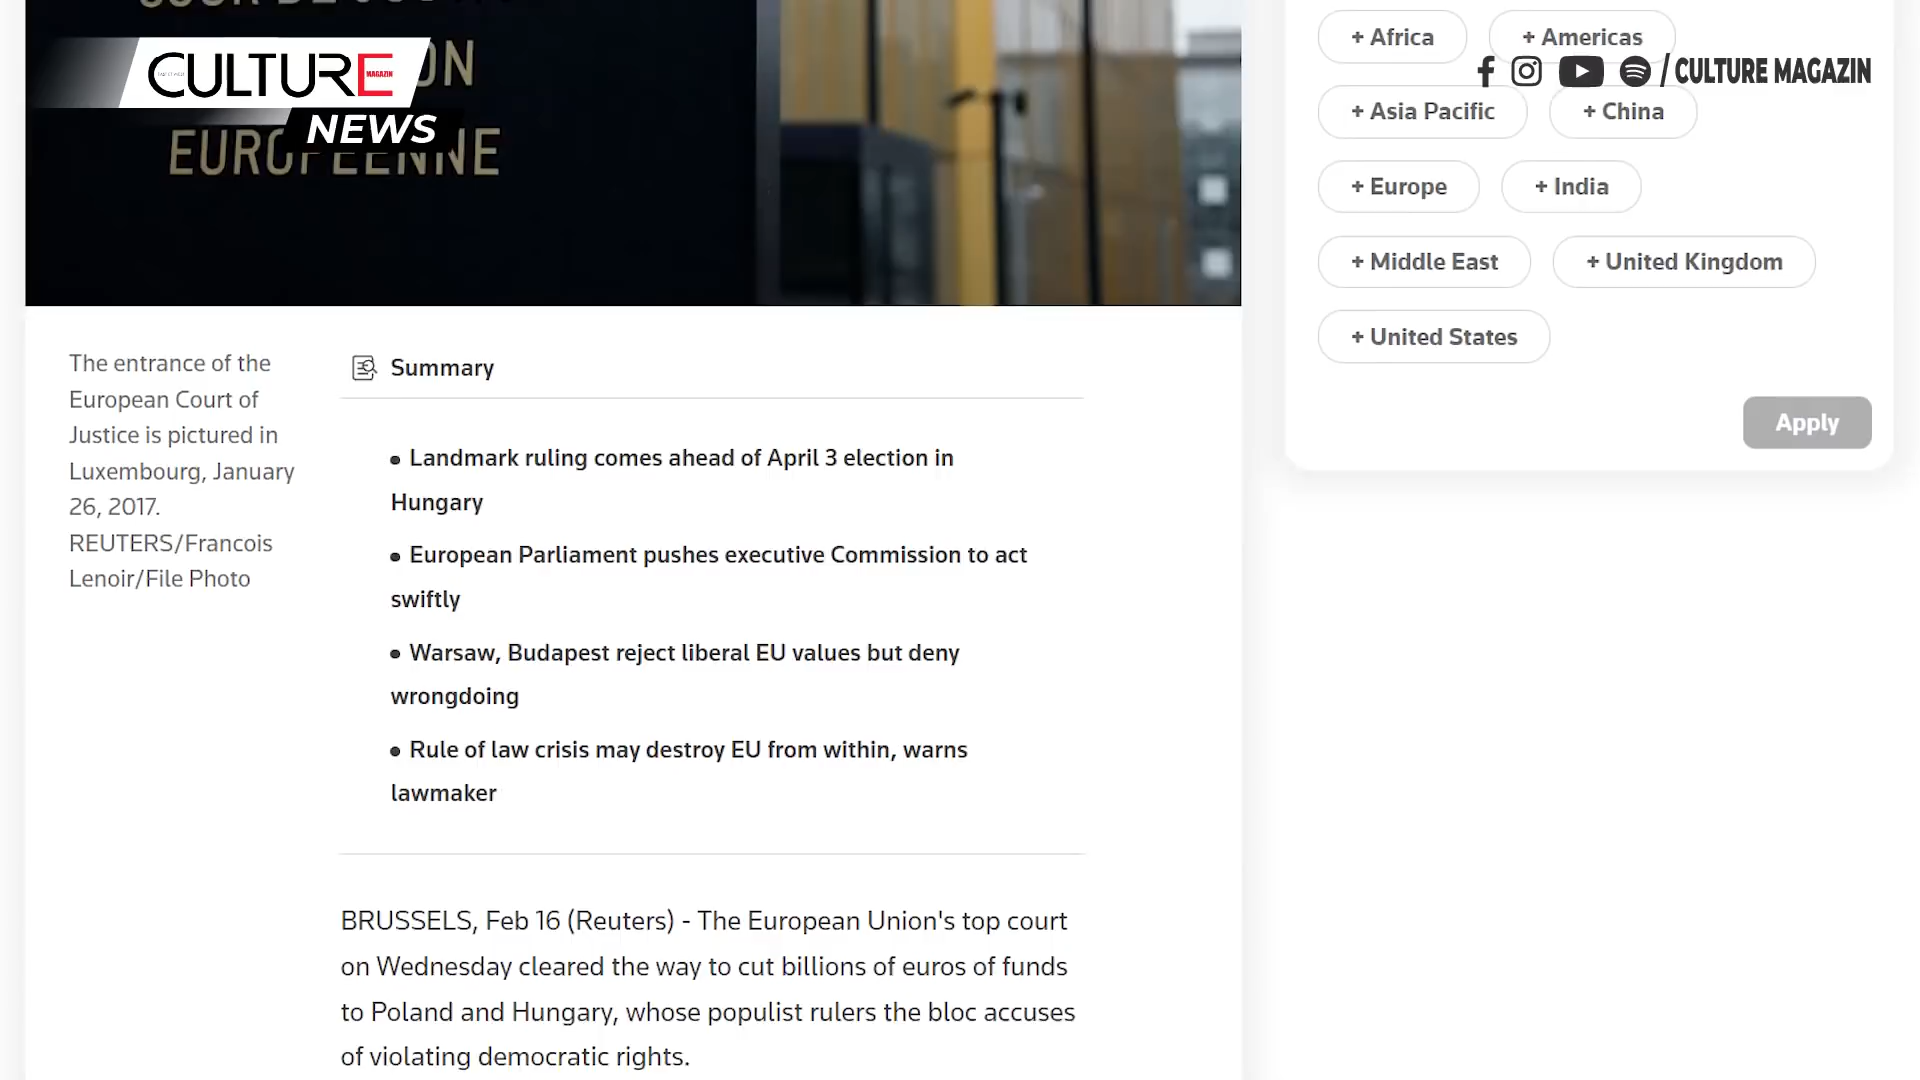 CULTURE
MAGAZIN
NEWS
EUROPEENNE
/ CULTURE MAGAZIN
+ Africa
+ Americas
+ Asia Pacific
+ China
+ Europe
+ India
+ Middle East
+ United Kingdom
+ United States
Apply
The entrance of the
European Court of
Justice is pictured in
Luxembourg, January
26, 2017.
REUTERS/Francois
Lenoir/File Photo
Summary
• Landmark ruling comes ahead of April 3 election in
Hungary
• European Parliament pushes executive Commission to act
swiftly
• Warsaw, Budapest reject liberal EU values but deny
wrongdoing
• Rule of law crisis may destroy EU from within, warns
lawmaker
BRUSSELS, Feb 16 (Reuters) - The European Union's top court
on Wednesday cleared the way to cut billions of euros of funds
to Poland and Hungary, whose populist rulers the bloc accuses
of violating democratic rights.